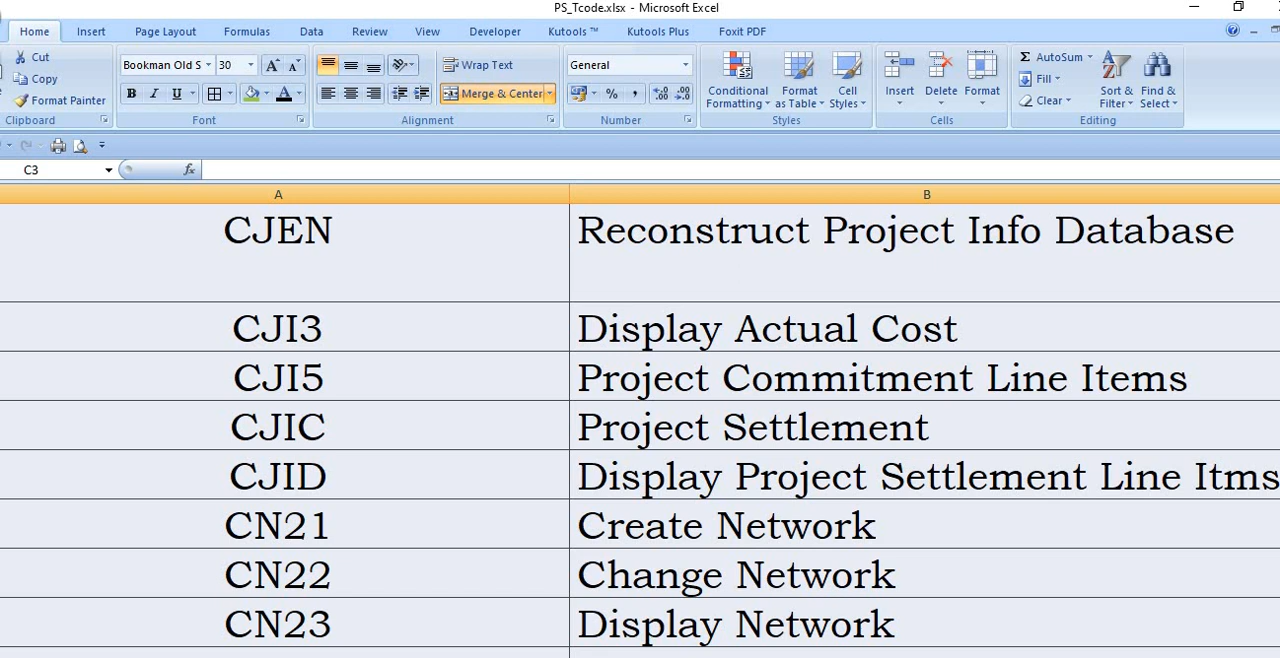 PS_Tcode.xlsx - Microsoft Excel
Home Insert Page Layout Formulas Data Review View Developer Kutools ™ Kutools Plus Foxit PDF
Cut
Copy
Format Painter
Clipboard
Bookman Old S 30 A A
B I U A
Font
Wrap Text
Merge & Center
Alignment
General
% ,
Number
Conditional Formatting
Format as Table
Cell Styles
Styles
Insert Delete Format
Cells
Σ AutoSum
Fill
Clear
Sort & Filter
Find & Select
Editing
C3 fx
A B
CJEN Reconstruct Project Info Database
CJI3 Display Actual Cost
CJI5 Project Commitment Line Items
CJIC Project Settlement
CJID Display Project Settlement Line Itms
CN21 Create Network
CN22 Change Network
CN23 Display Network